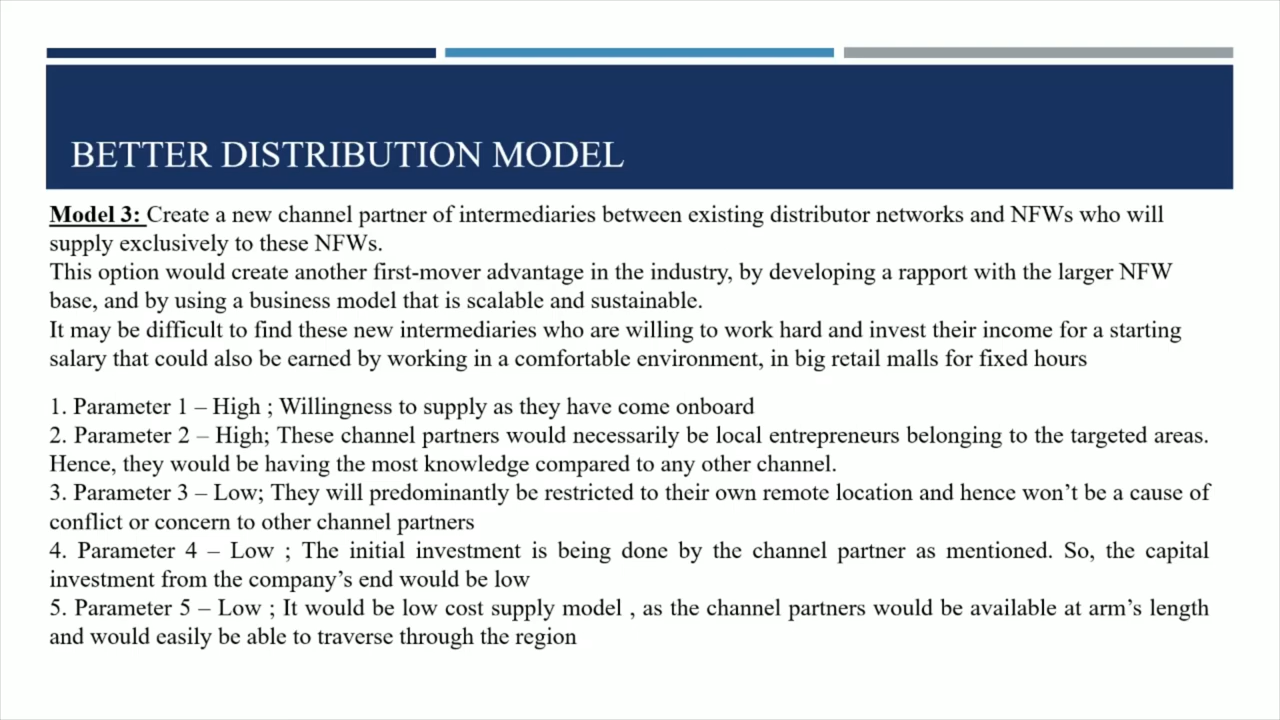 BETTER DISTRIBUTION MODEL
Model 3: Create a new channel partner of intermediaries between existing distributor networks and NFWs who will
supply exclusively to these NFWs.
This option would create another first-mover advantage in the industry, by developing a rapport with the larger NFW
base, and by using a business model that is scalable and sustainable.
It may be difficult to find these new intermediaries who are willing to work hard and invest their income for a starting
salary that could also be earned by working in a comfortable environment, in big retail malls for fixed hours
1. Parameter 1 – High ; Willingness to supply as they have come onboard
2. Parameter 2 – High; These channel partners would necessarily be local entrepreneurs belonging to the targeted areas.
Hence, they would be having the most knowledge compared to any other channel.
3. Parameter 3 – Low; They will predominantly be restricted to their own remote location and hence won’t be a cause of
conflict or concern to other channel partners
4. Parameter 4 – Low ; The initial investment is being done by the channel partner as mentioned. So, the capital
investment from the company’s end would be low
5. Parameter 5 – Low ; It would be low cost supply model , as the channel partners would be available at arm’s length
and would easily be able to traverse through the region